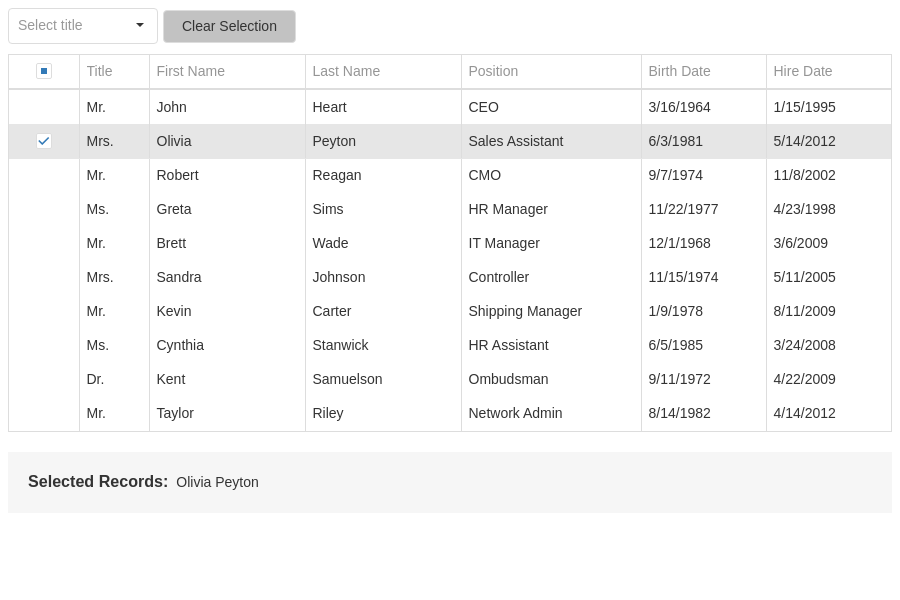 Select title Clear Selection
Title First Name Last Name Position Birth Date Hire Date
Mr. John Heart CEO 3/16/1964 1/15/1995
Mrs. Olivia Peyton Sales Assistant 6/3/1981 5/14/2012
Mr. Robert Reagan CMO 9/7/1974 11/8/2002
Ms. Greta Sims HR Manager 11/22/1977 4/23/1998
Mr. Brett Wade IT Manager 12/1/1968 3/6/2009
Mrs. Sandra Johnson Controller 11/15/1974 5/11/2005
Mr. Kevin Carter Shipping Manager 1/9/1978 8/11/2009
Ms. Cynthia Stanwick HR Assistant 6/5/1985 3/24/2008
Dr. Kent Samuelson Ombudsman 9/11/1972 4/22/2009
Mr. Taylor Riley Network Admin 8/14/1982 4/14/2012
Selected Records: Olivia Peyton